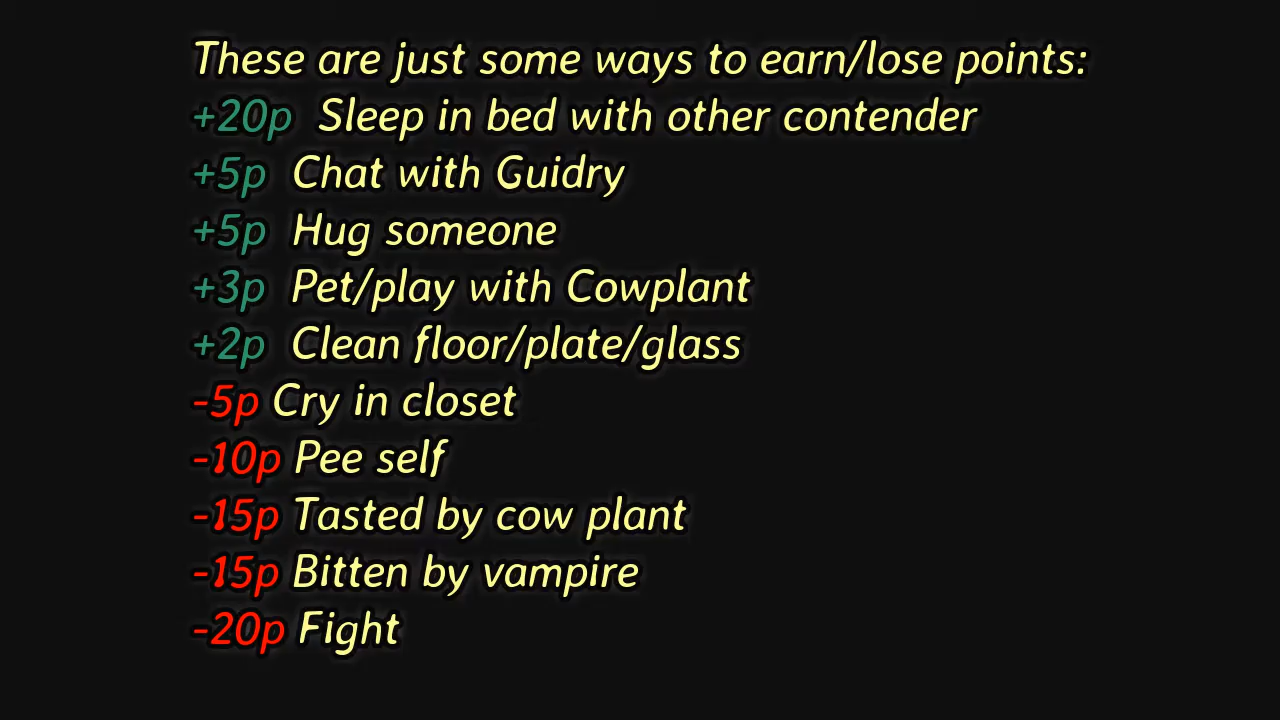 These are just some ways to earn/lose points:
+20p Sleep in bed with other contender
+5p Chat with Guidry
+5p Hug someone
+3p Pet/play with Cowplant
+2p Clean floor/plate/glass
-5p Cry in closet
-10p Pee self
-15p Tasted by cow plant
-15p Bitten by vampire
-20p Fight